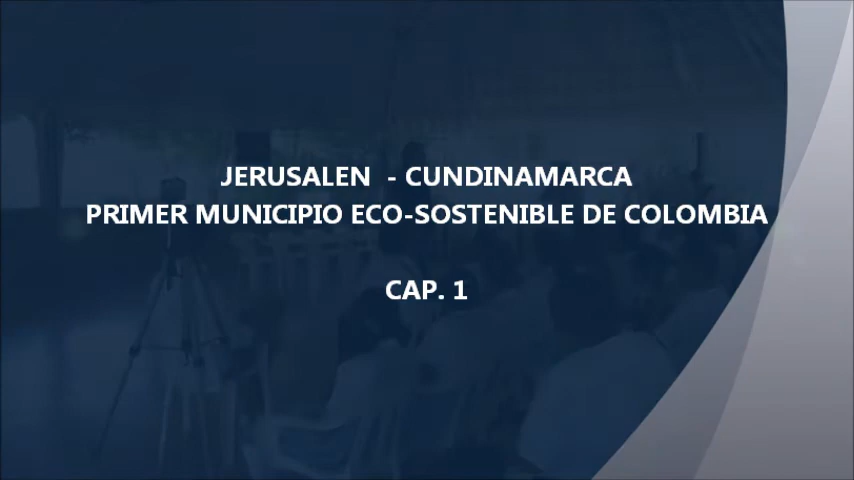 JERUSALEN - CUNDINAMARCA
PRIMER MUNICIPIO ECO-SOSTENIBLE DE COLOMBIA
CAP. 1